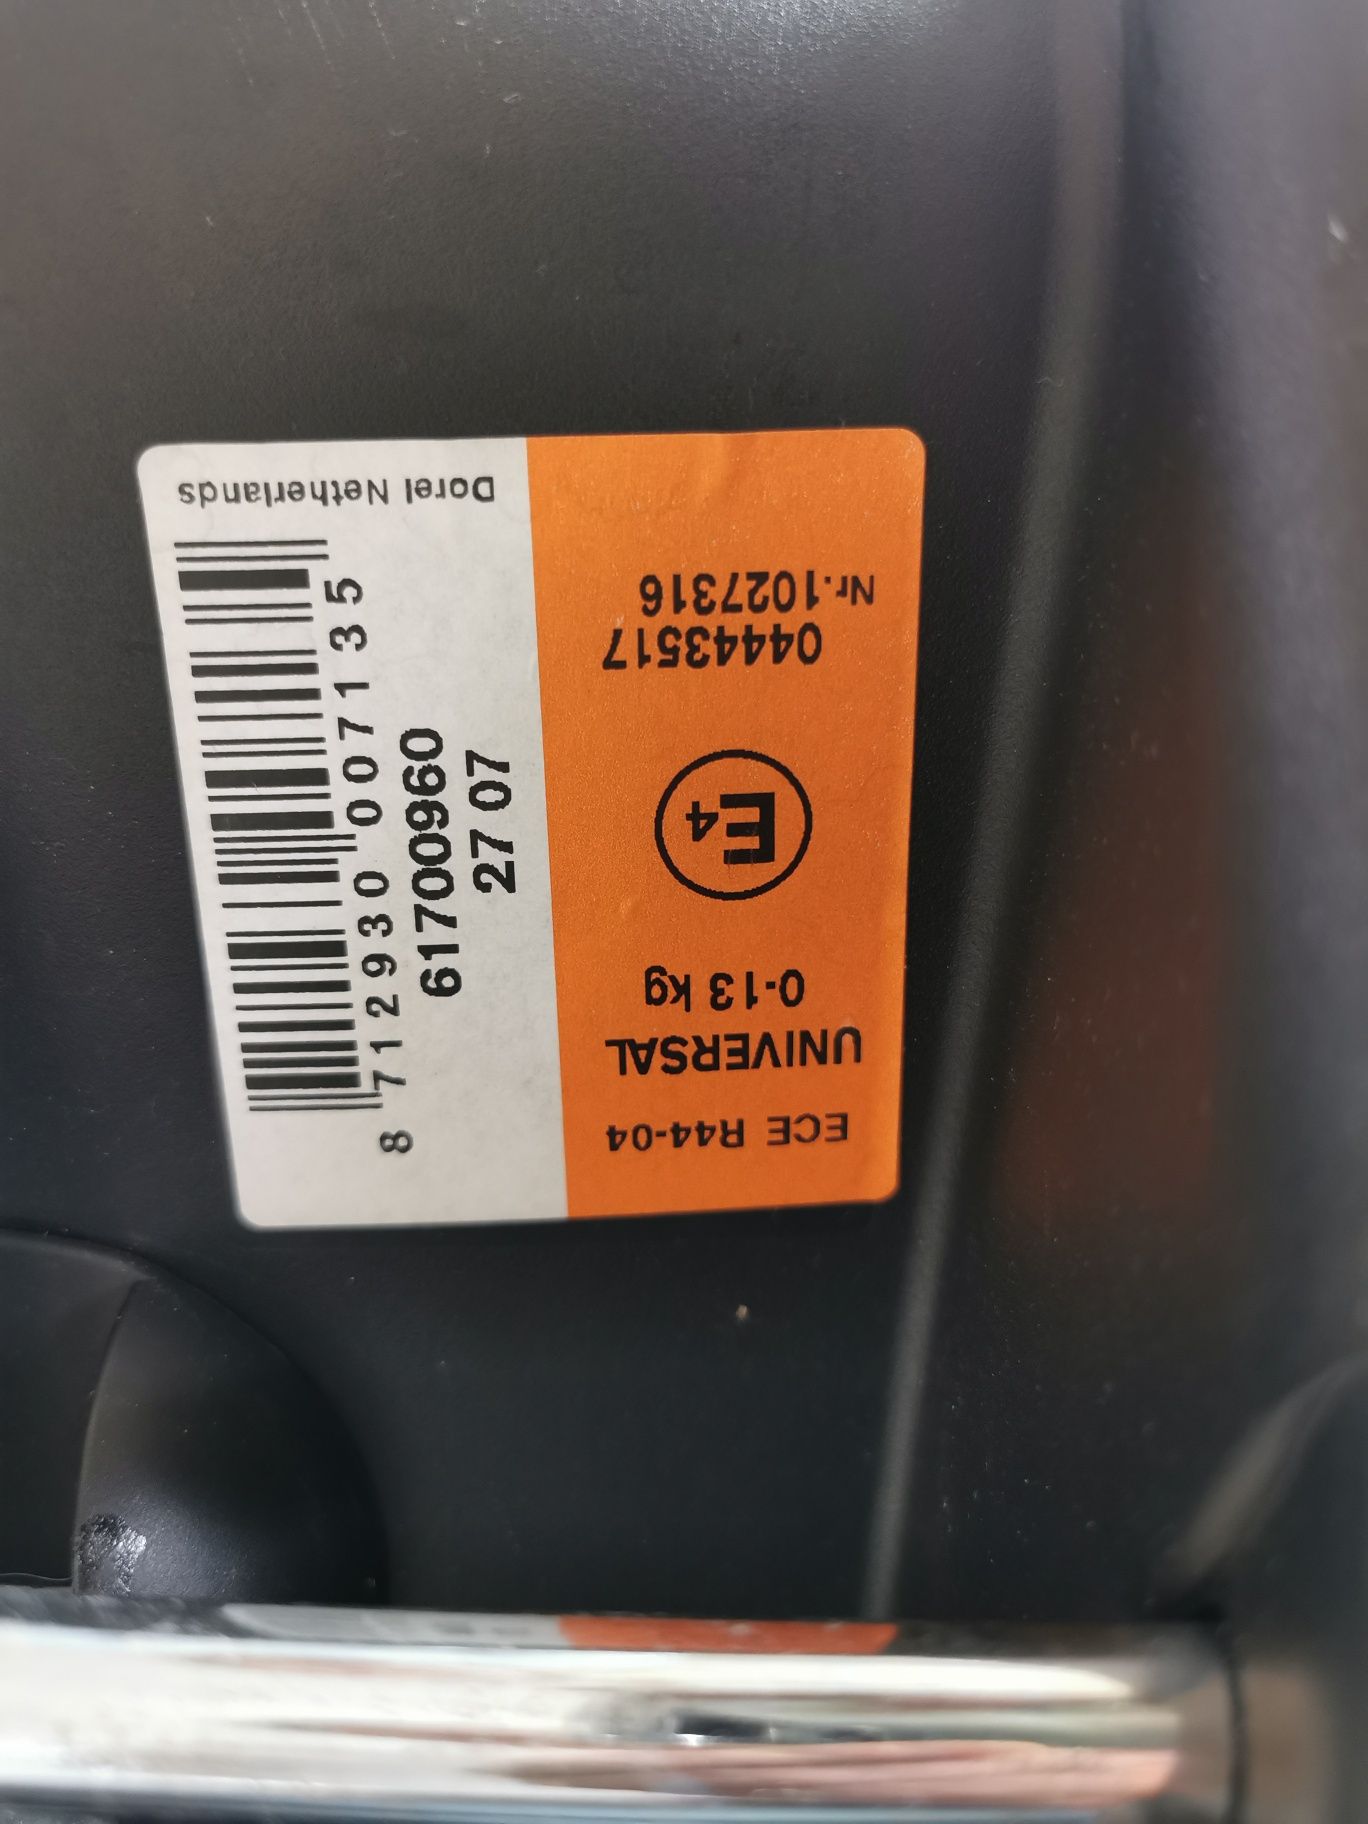 ECE R44-04
UNIVERSAL
0-13 kg
E4
04443517
Nr.1027316
8 712930 007135
61700960
27 07
Dorel Netherlands